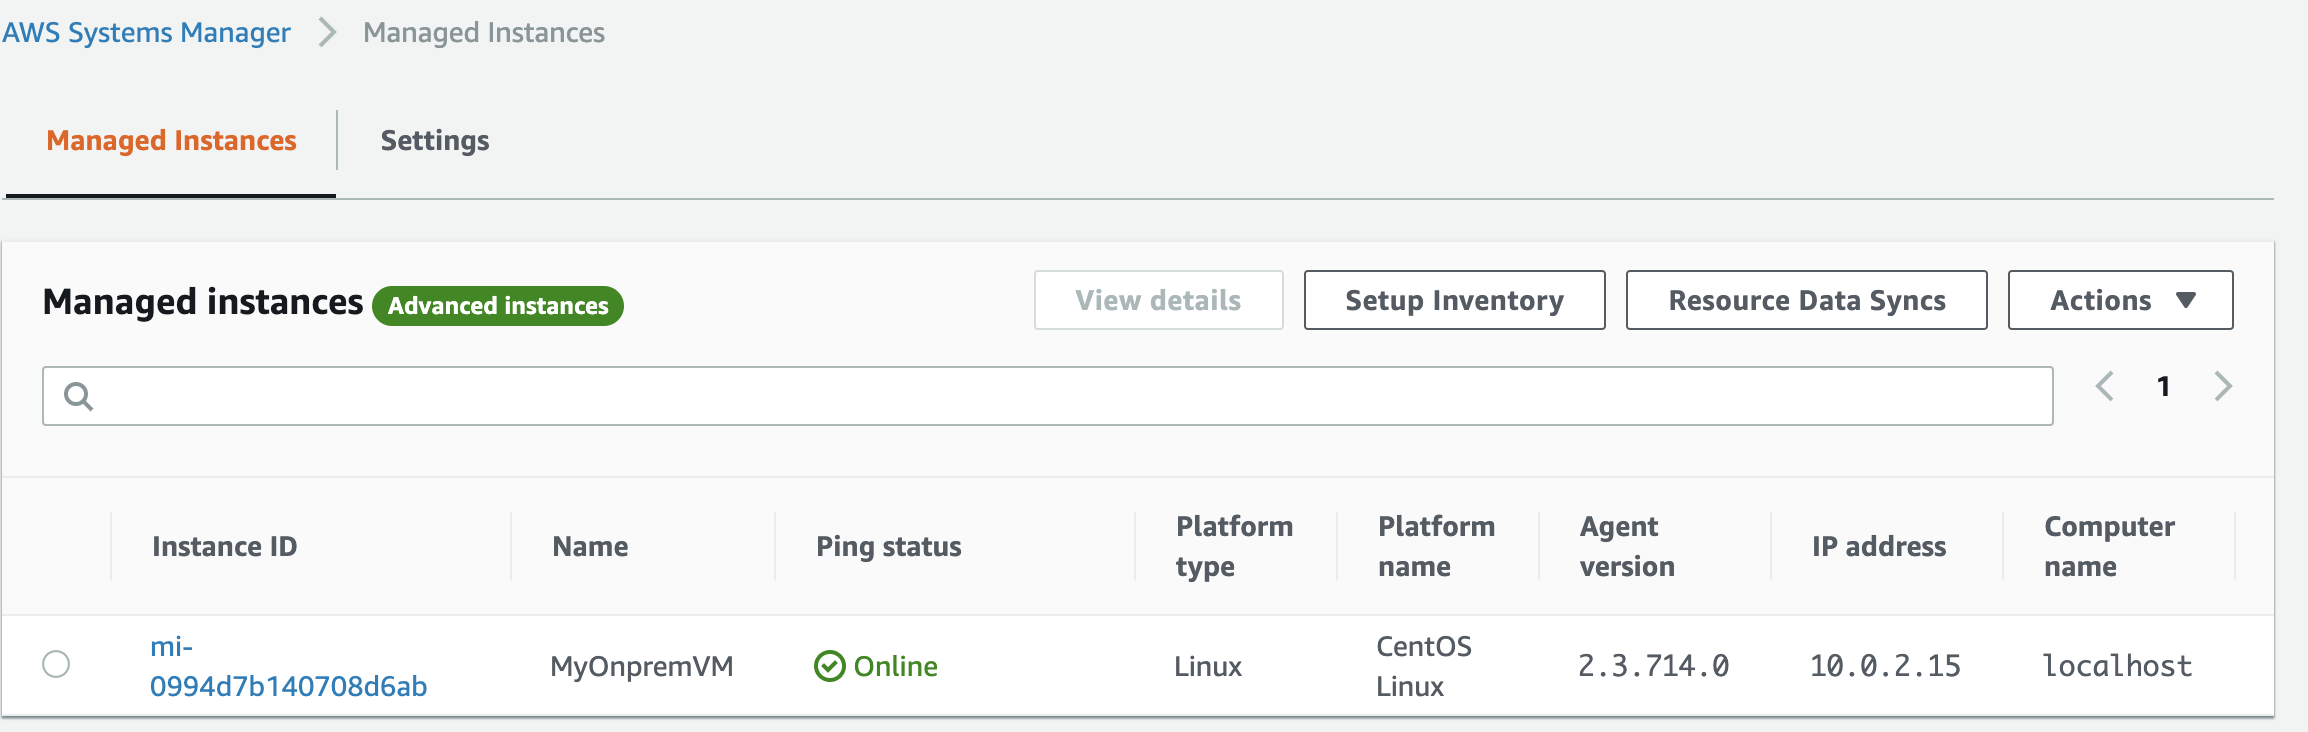 AWS Systems Manager > Managed Instances
Managed Instances Settings
Managed instances Advanced instances View details Setup Inventory Resource Data Syncs Actions
1
Instance ID Name Ping status Platform type Platform name Agent version IP address Computer name
mi-0994d7b140708d6ab MyOnpremVM Online Linux CentOS Linux 2.3.714.0 10.0.2.15 localhost